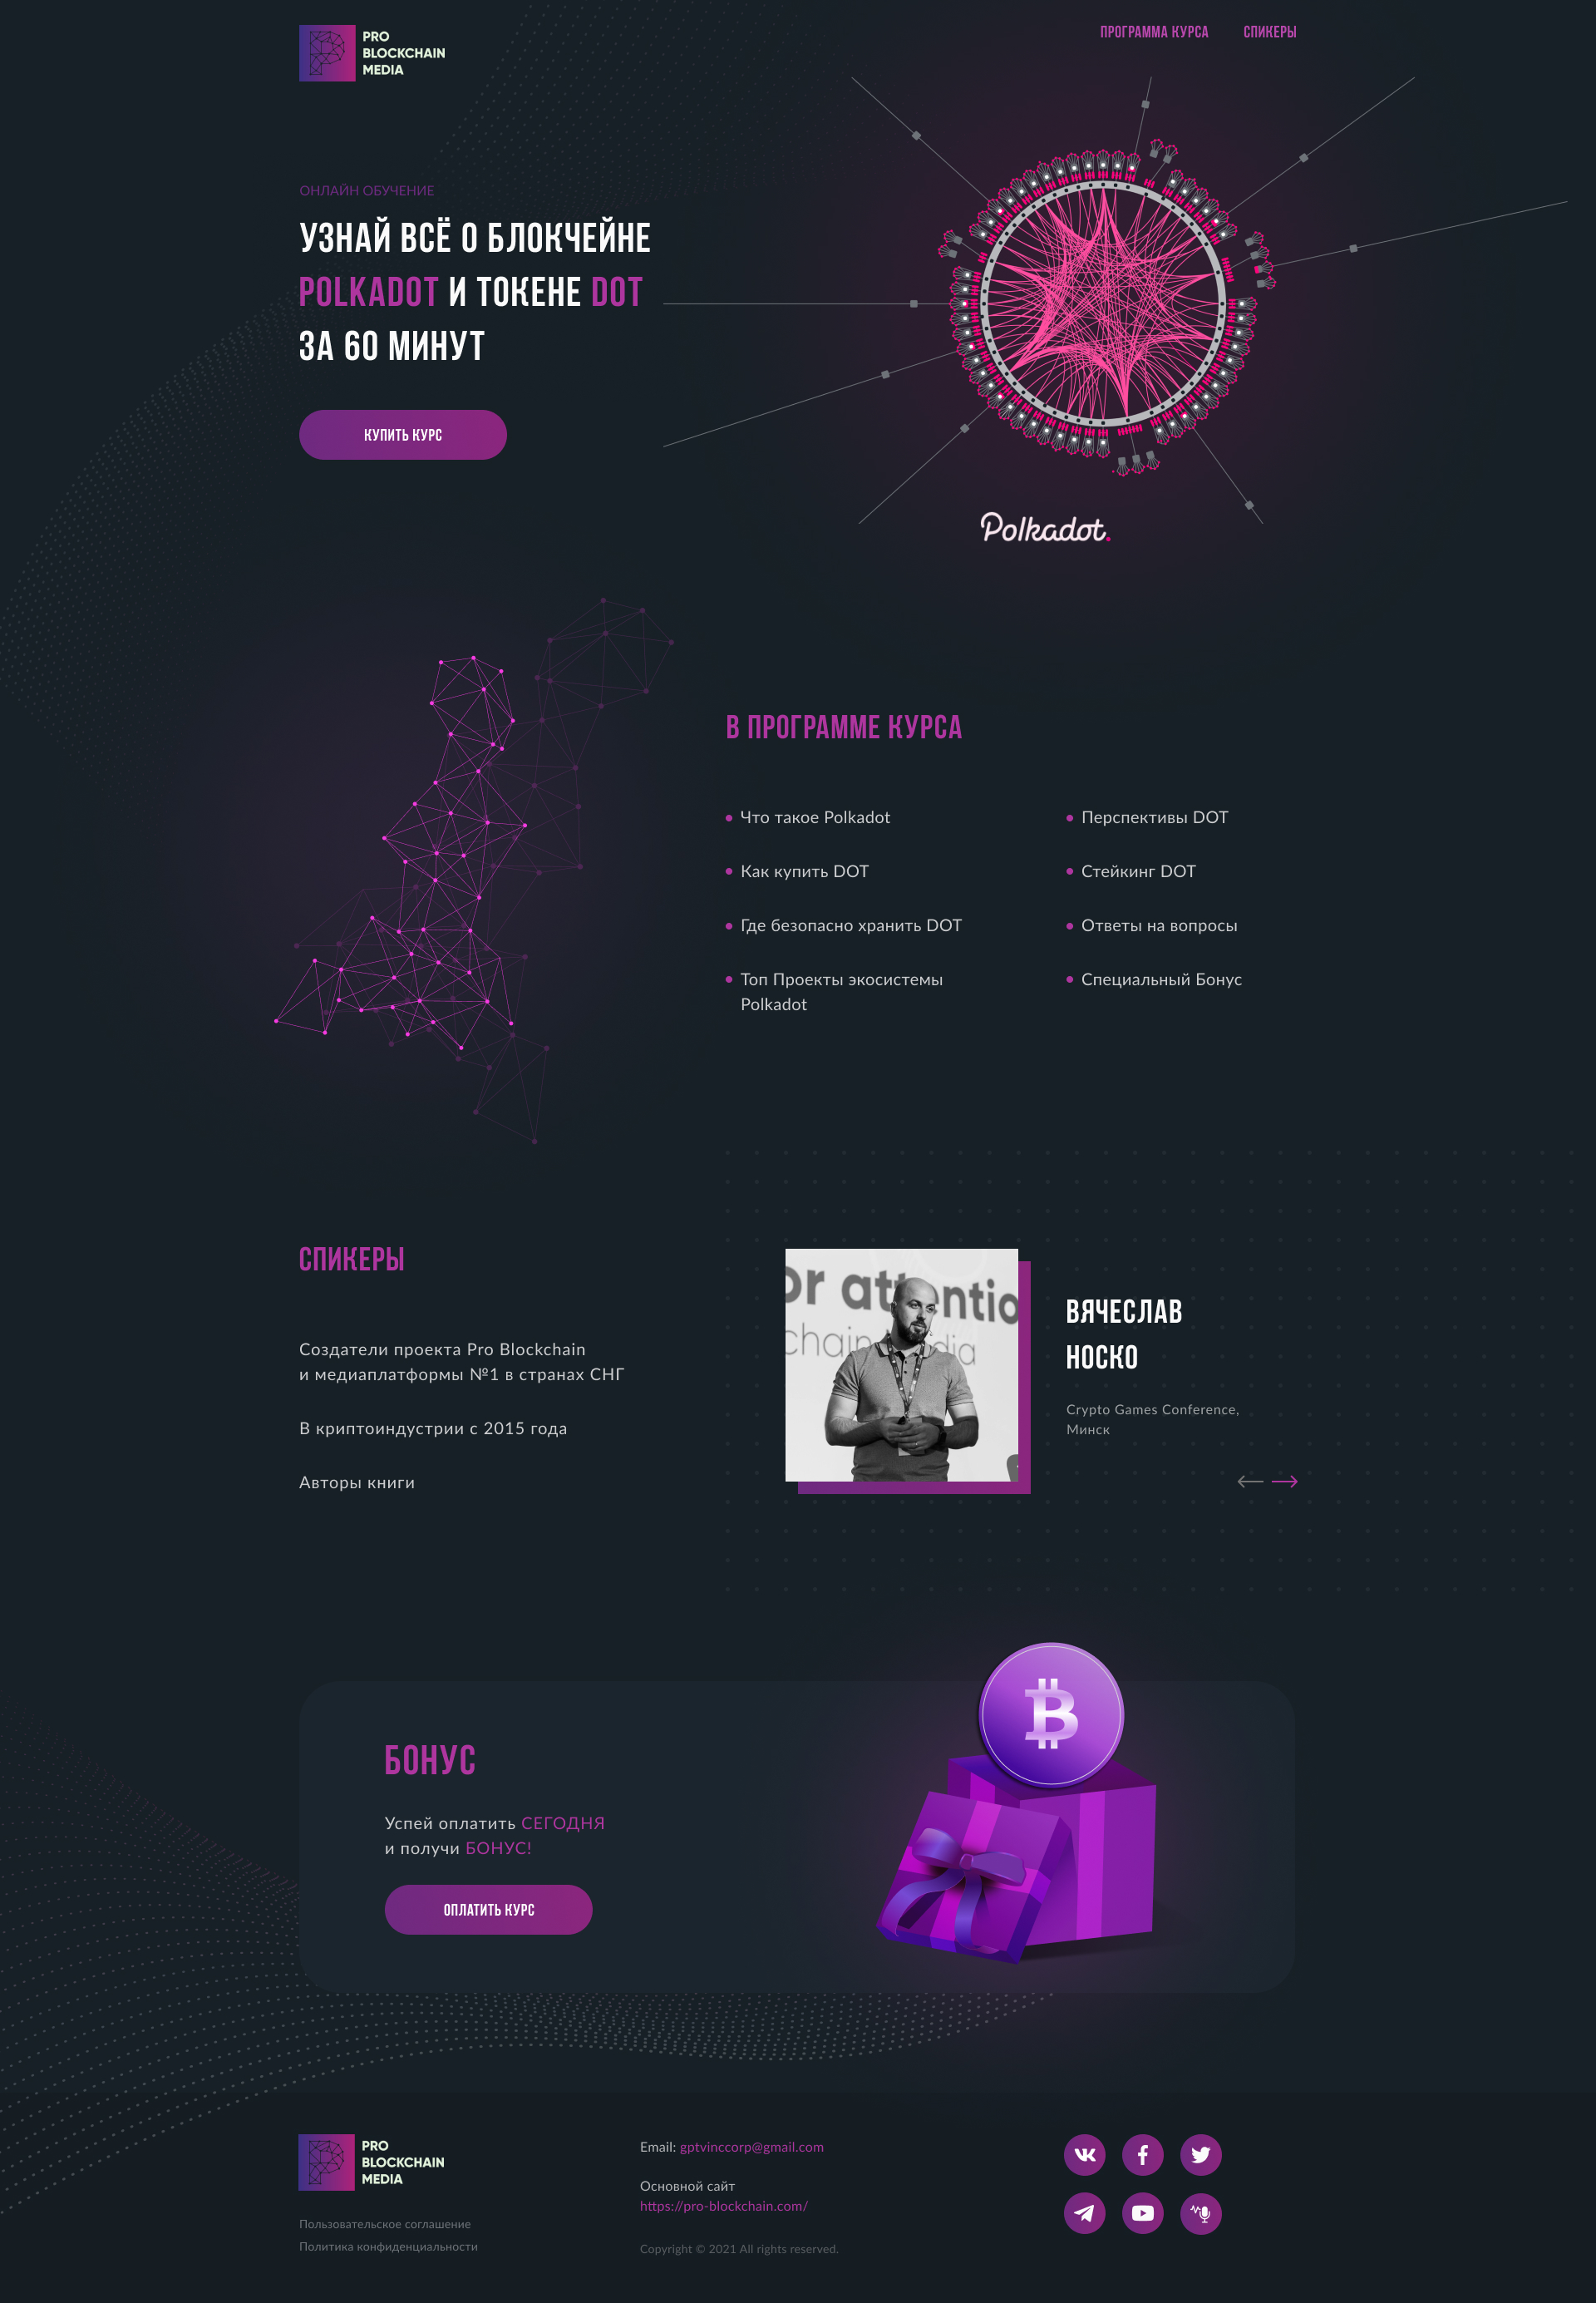 PRO
BLOCKCHAIN
MEDIA
ПРОГРАММА КУРСА
СПИКЕРЫ
ОНЛАЙН ОБУЧЕНИЕ
УЗНАЙ ВСЁ О БЛОКЧЕЙНЕ
POLKADOT И ТОКЕНЕ DOT
ЗА 60 МИНУТ
КУПИТЬ КУРС
Polkadot.
В ПРОГРАММЕ КУРСА
Что такое Polkadot
Как купить DOT
Где безопасно хранить DOT
Топ Проекты экосистемы
Polkadot
Перспективы DOT
Стейкинг DOT
Ответы на вопросы
Специальный Бонус
СПИКЕРЫ
Создатели проекта Pro Blockchain
и медиаплатформы №1 в странах СНГ
В криптоиндустрии с 2015 года
Авторы книги
or attentio
chain dia
ВЯЧЕСЛАВ
НОСКО
Crypto Games Conference,
Минск
БОНУС
Успей оплатить СЕГОДНЯ
и получи БОНУС!
ОПЛАТИТЬ КУРС
PRO
BLOCKCHAIN
MEDIA
Пользовательское соглашение
Политика конфиденциальности
Email: gptvinccorp@gmail.com
Основной сайт
https://pro-blockchain.com/
Copyright © 2021 All rights reserved.